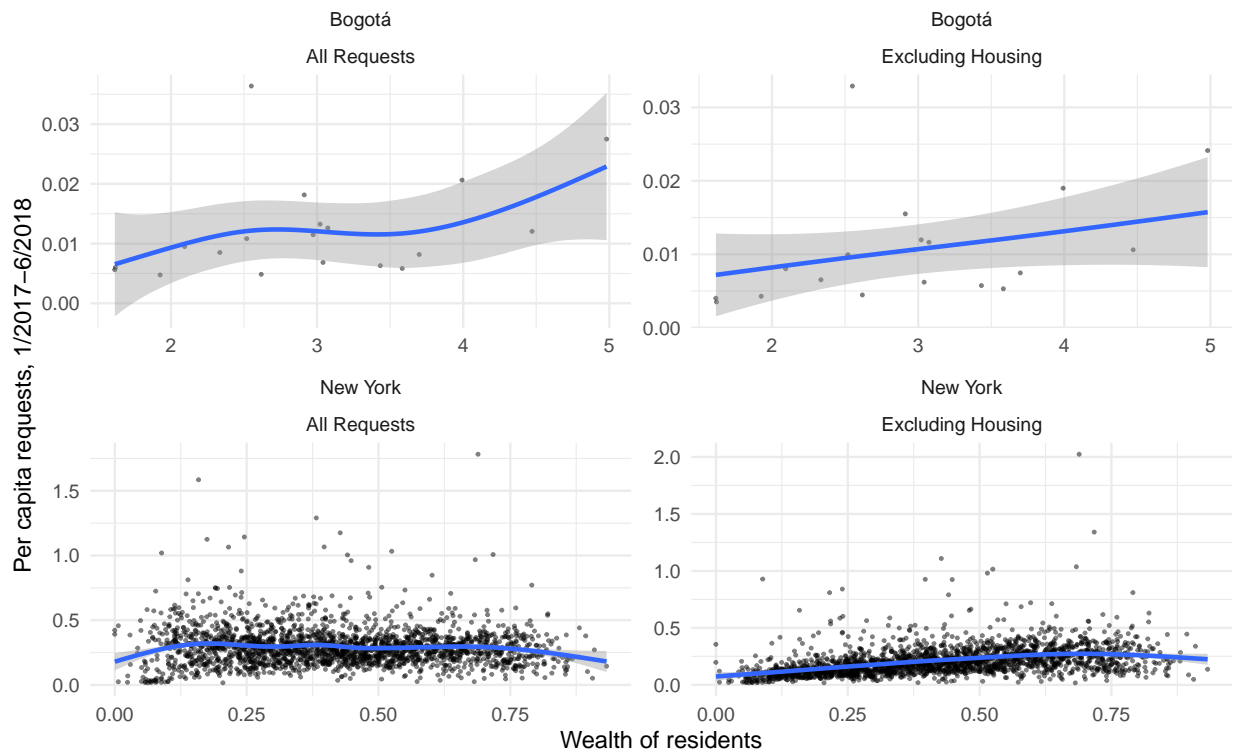 Bogotá
All Requests
0.03
0.02
0.01
0.00
2 3 4 5
Bogotá
Excluding Housing
0.03
0.02
0.01
0.00
2 3 4 5
New York
All Requests
1.5
1.0
0.5
0.0
0.00 0.25 0.50 0.75
New York
Excluding Housing
2.0
1.5
1.0
0.5
0.0
0.00 0.25 0.50 0.75
Per capita requests, 1/2017−6/2018
Wealth of residents